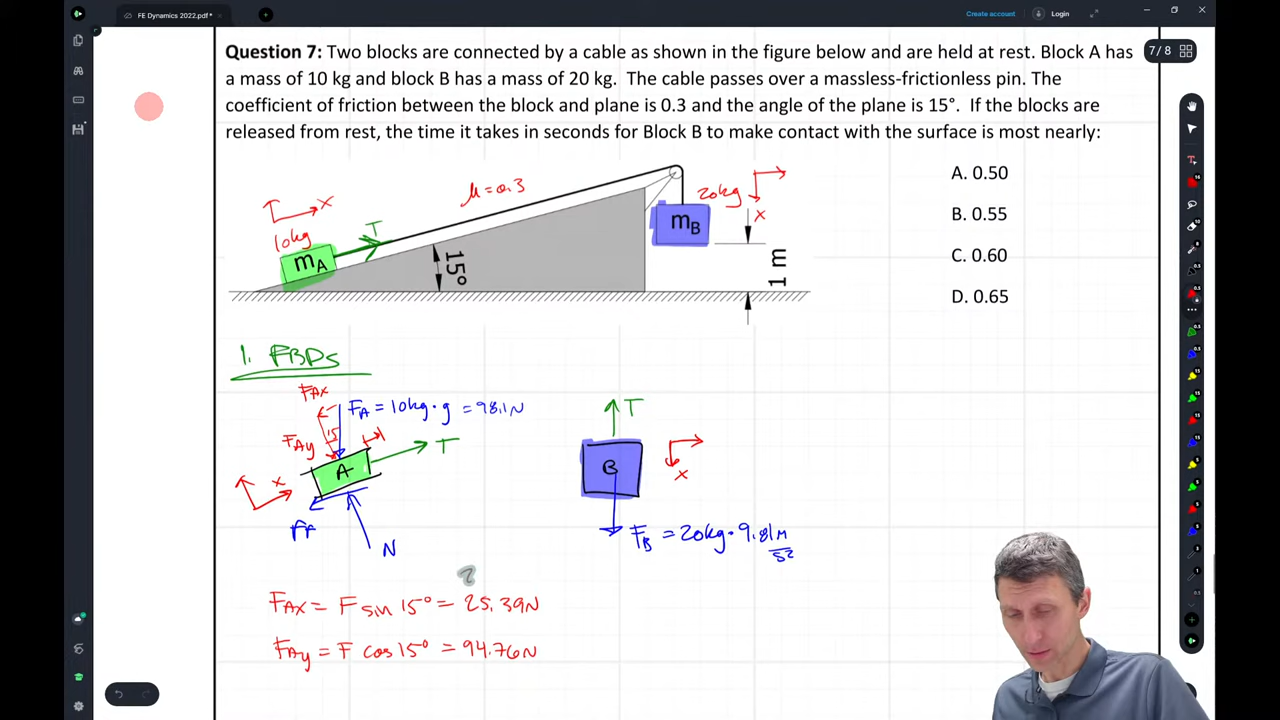 FE Dynamics 2022.pdf*
Create account
Login
Question 7: Two blocks are connected by a cable as shown in the figure below and are held at rest. Block A has
a mass of 10 kg and block B has a mass of 20 kg. The cable passes over a massless-frictionless pin. The
coefficient of friction between the block and plane is 0.3 and the angle of the plane is 15°. If the blocks are
released from rest, the time it takes in seconds for Block B to make contact with the surface is most nearly:
7/8
A. 0.50
B. 0.55
C. 0.60
D. 0.65
μ=0.3
20kg
x
x
10kg
T
mA
mB
15°
1 m
1. FBDs
FAx
FA = 10kg·g = 98.1N
15
FAy
T
A
x
Ff
N
T
B
x
FB = 20kg·9.81m/s2
FAx = F sin 15° = 25.39N
FAy = F cos 15° = 94.76N